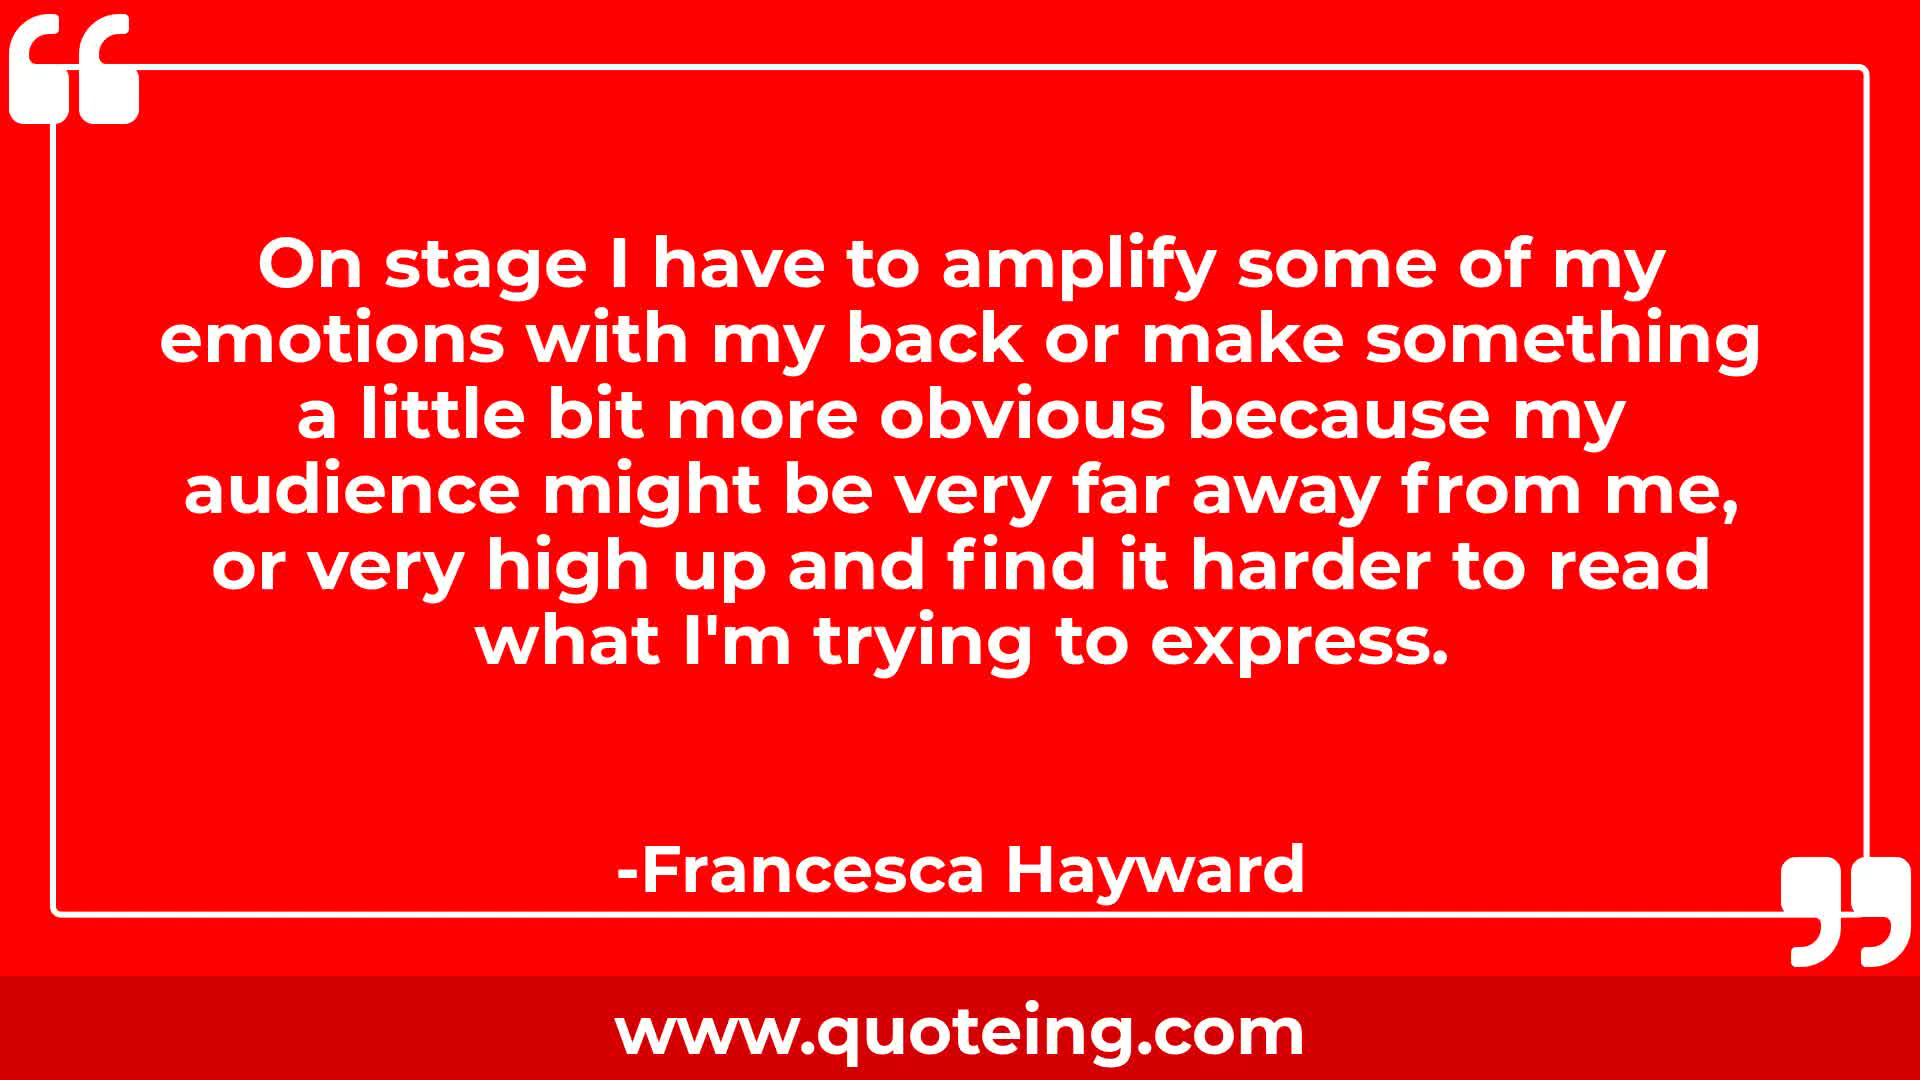 On stage I have to amplify some of my
emotions with my back or make something
a little bit more obvious because my
audience might be very far away from me,
or very high up and find it harder to read
what I'm trying to express.
-Francesca Hayward
www.quoteing.com